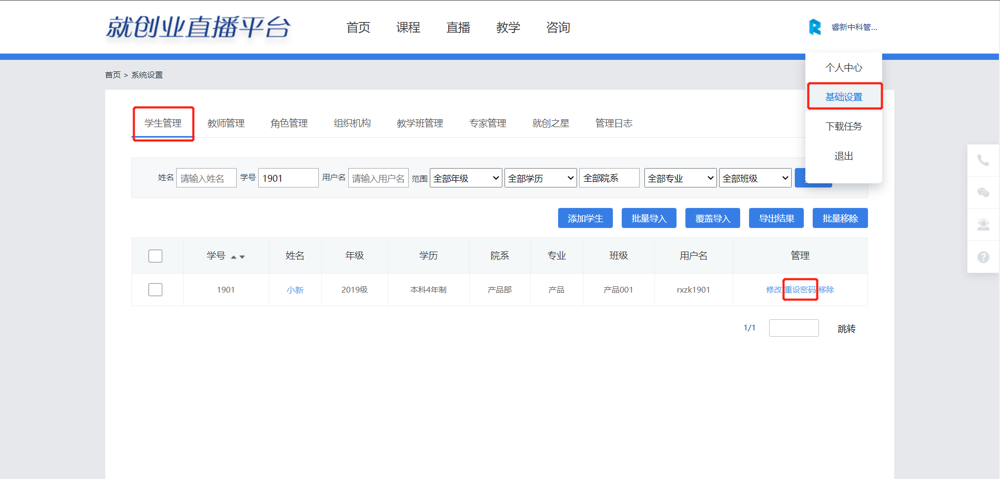 就创业直播平台
首页 课程 直播 教学 咨询
睿新中科管...
个人中心
基础设置
下载任务
退出
首页 > 系统设置
学生管理 教师管理 角色管理 组织机构 教学班管理 专家管理 就创之星 管理日志
姓名 请输入姓名 学号 1901 用户名 请输入用户名 范围 全部年级 全部学历 全部院系 全部专业 全部班级
添加学生 批量导入 覆盖导入 导出结果 批量移除
学号 姓名 年级 学历 院系 专业 班级 用户名 管理
1901 小新 2019级 本科4年制 产品部 产品 产品001 rxzk1901 修改 重设密码 移除
1/1 跳转